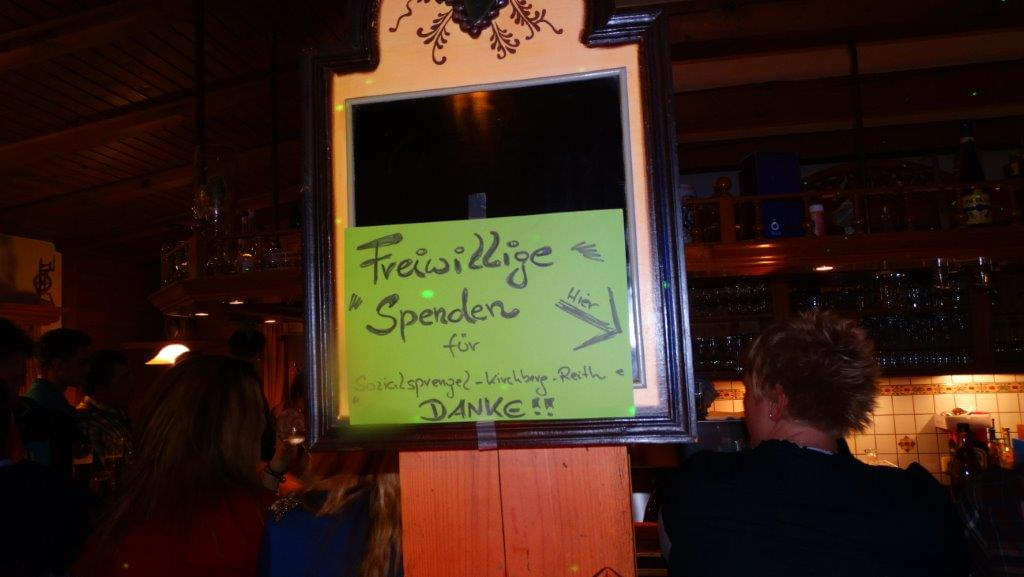 Freiwillige "
" Spenden
Hier
für
Sozialsprengel - Kirchberg - Reith "
" DANKE!!